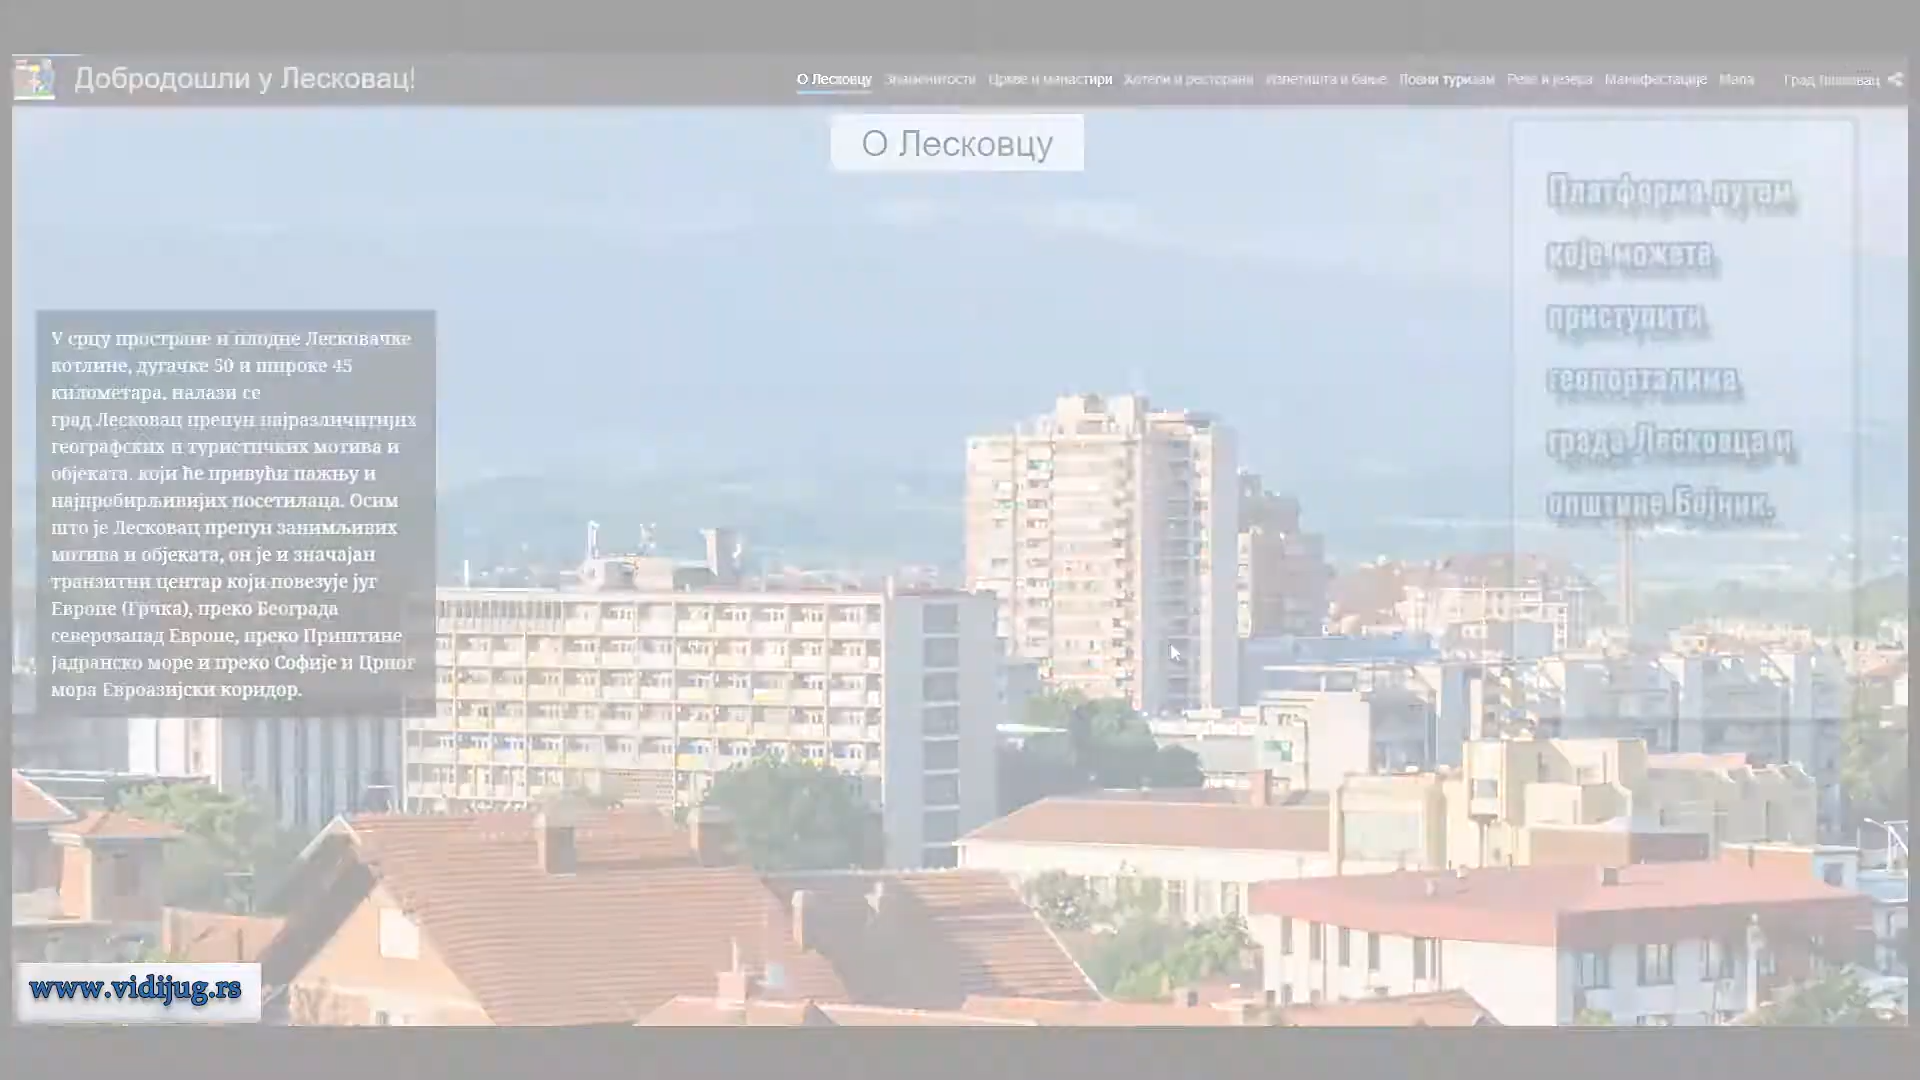 Добродошли у Лесковац!
О Лесковцу Знаменитости Цркве и манастири Хотели и ресторани Излетишта и бање Ловни туризам Реке и језера Манифестације Мапа Град Лесковац
О Лесковцу
У срцу простране и плодне Лесковачке
котлине, дугачке 50 и широке 45
километара, налази се
град Лесковац препун најразличитијих
географских и туристичких мотива и
објеката. који ће привући пажњу и
најпробирљивијих посетилаца. Осим
што је Лесковац препун занимљивих
мотива и објеката, он је и значајан
транзитни центар који повезује југ
Европе (Грчка), преко Београда
северозапад Европе, преко Приштине
Јадранско море и преко Софије и Црног
мора Евроазијски коридор.
Платформа путем
које можете
приступити
геопорталима
града Лесковца и
општине Бојник.
www.vidijug.rs